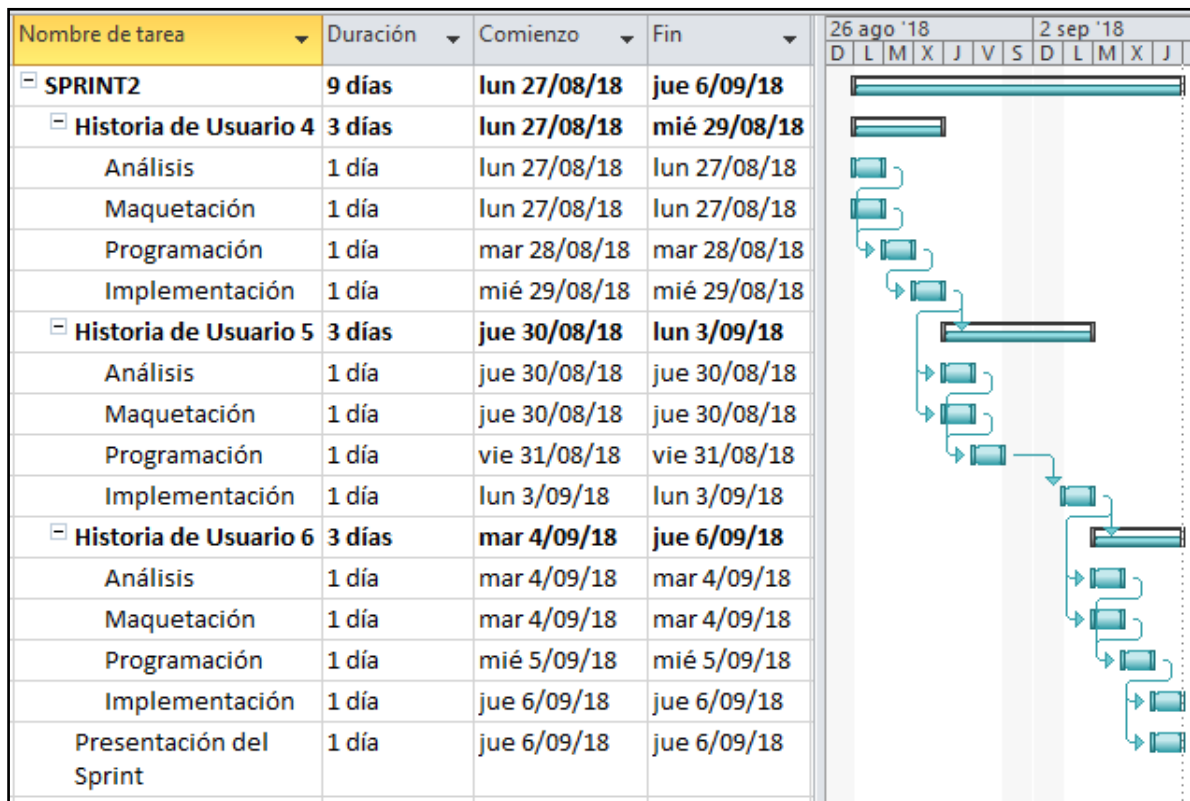 Nombre de tarea Duración Comienzo Fin 26 ago '18 2 sep '18
D L M X J V S D L M X J
SPRINT2 9 días lun 27/08/18 jue 6/09/18
Historia de Usuario 4 3 días lun 27/08/18 mié 29/08/18
Análisis 1 día lun 27/08/18 lun 27/08/18
Maquetación 1 día lun 27/08/18 lun 27/08/18
Programación 1 día mar 28/08/18 mar 28/08/18
Implementación 1 día mié 29/08/18 mié 29/08/18
Historia de Usuario 5 3 días jue 30/08/18 lun 3/09/18
Análisis 1 día jue 30/08/18 jue 30/08/18
Maquetación 1 día jue 30/08/18 jue 30/08/18
Programación 1 día vie 31/08/18 vie 31/08/18
Implementación 1 día lun 3/09/18 lun 3/09/18
Historia de Usuario 6 3 días mar 4/09/18 jue 6/09/18
Análisis 1 día mar 4/09/18 mar 4/09/18
Maquetación 1 día mar 4/09/18 mar 4/09/18
Programación 1 día mié 5/09/18 mié 5/09/18
Implementación 1 día jue 6/09/18 jue 6/09/18
Presentación del 1 día jue 6/09/18 jue 6/09/18
Sprint